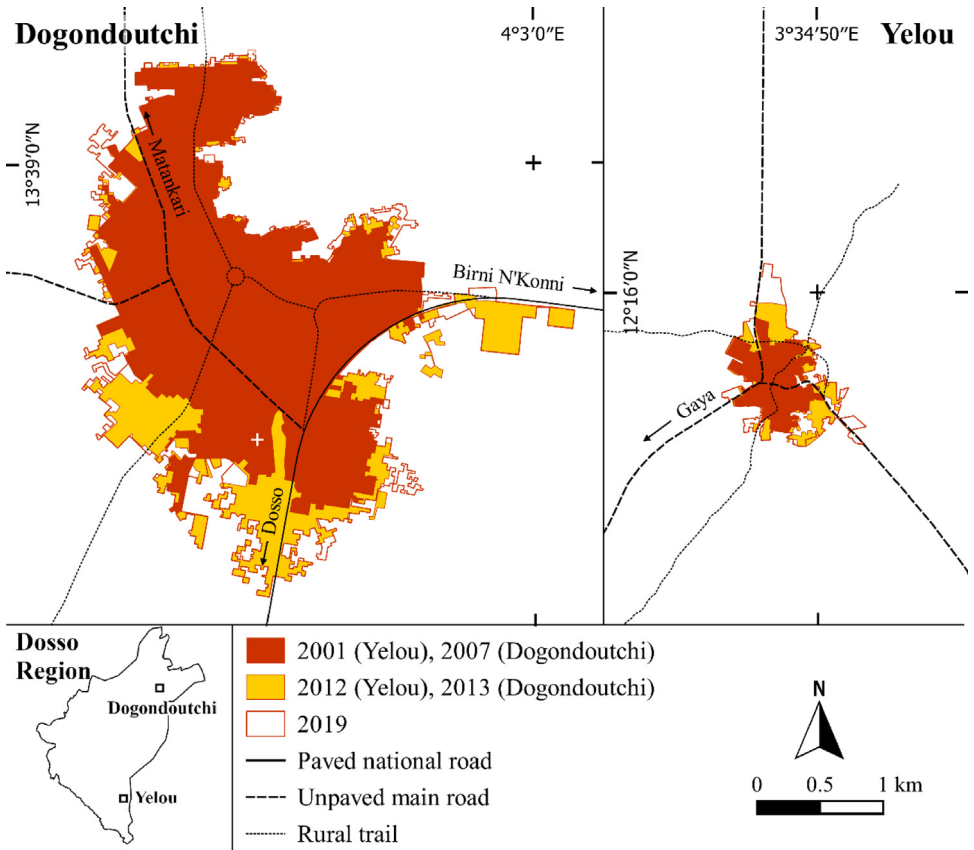 Dogondoutchi
4°3′0″E
3°34′50″E
Yelou
13°39′0″N
Matankari
Birni N'Konni
12°16′0″N
Gaya
Dosso
Dosso
Region
Dogondoutchi
Yelou
2001 (Yelou), 2007 (Dogondoutchi)
2012 (Yelou), 2013 (Dogondoutchi)
2019
Paved national road
Unpaved main road
Rural trail
N
0 0.5 1 km